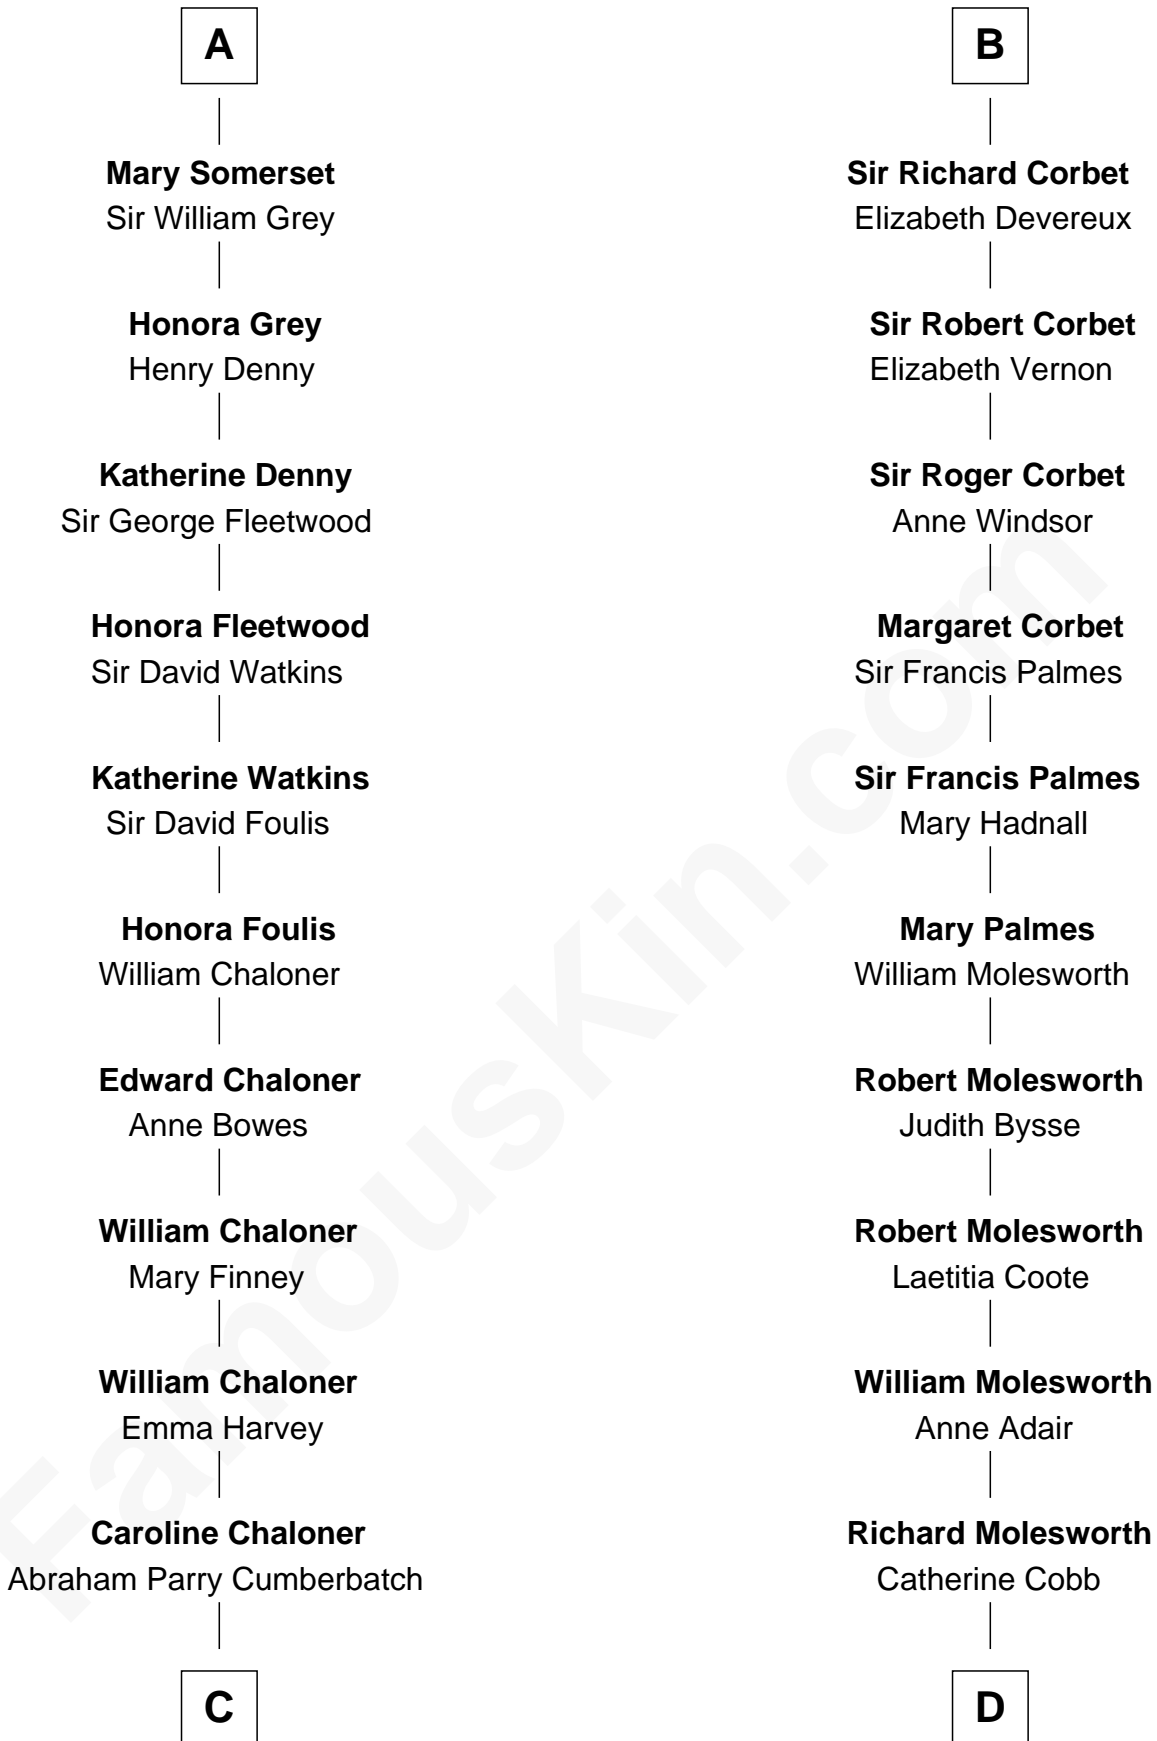 A
Mary Somerset
Sir William Grey
Honora Grey
Henry Denny
Katherine Denny
Sir George Fleetwood
Honora Fleetwood
Sir David Watkins
Katherine Watkins
Sir David Foulis
Honora Foulis
William Chaloner
Edward Chaloner
Anne Bowes
William Chaloner
Mary Finney
William Chaloner
Emma Harvey
Caroline Chaloner
Abraham Parry Cumberbatch
C
B
Sir Richard Corbet
Elizabeth Devereux
Sir Robert Corbet
Elizabeth Vernon
Sir Roger Corbet
Anne Windsor
Margaret Corbet
Sir Francis Palmes
Sir Francis Palmes
Mary Hadnall
Mary Palmes
William Molesworth
Robert Molesworth
Judith Bysse
Robert Molesworth
Laetitia Coote
William Molesworth
Anne Adair
Richard Molesworth
Catherine Cobb
D
FamousKin.com